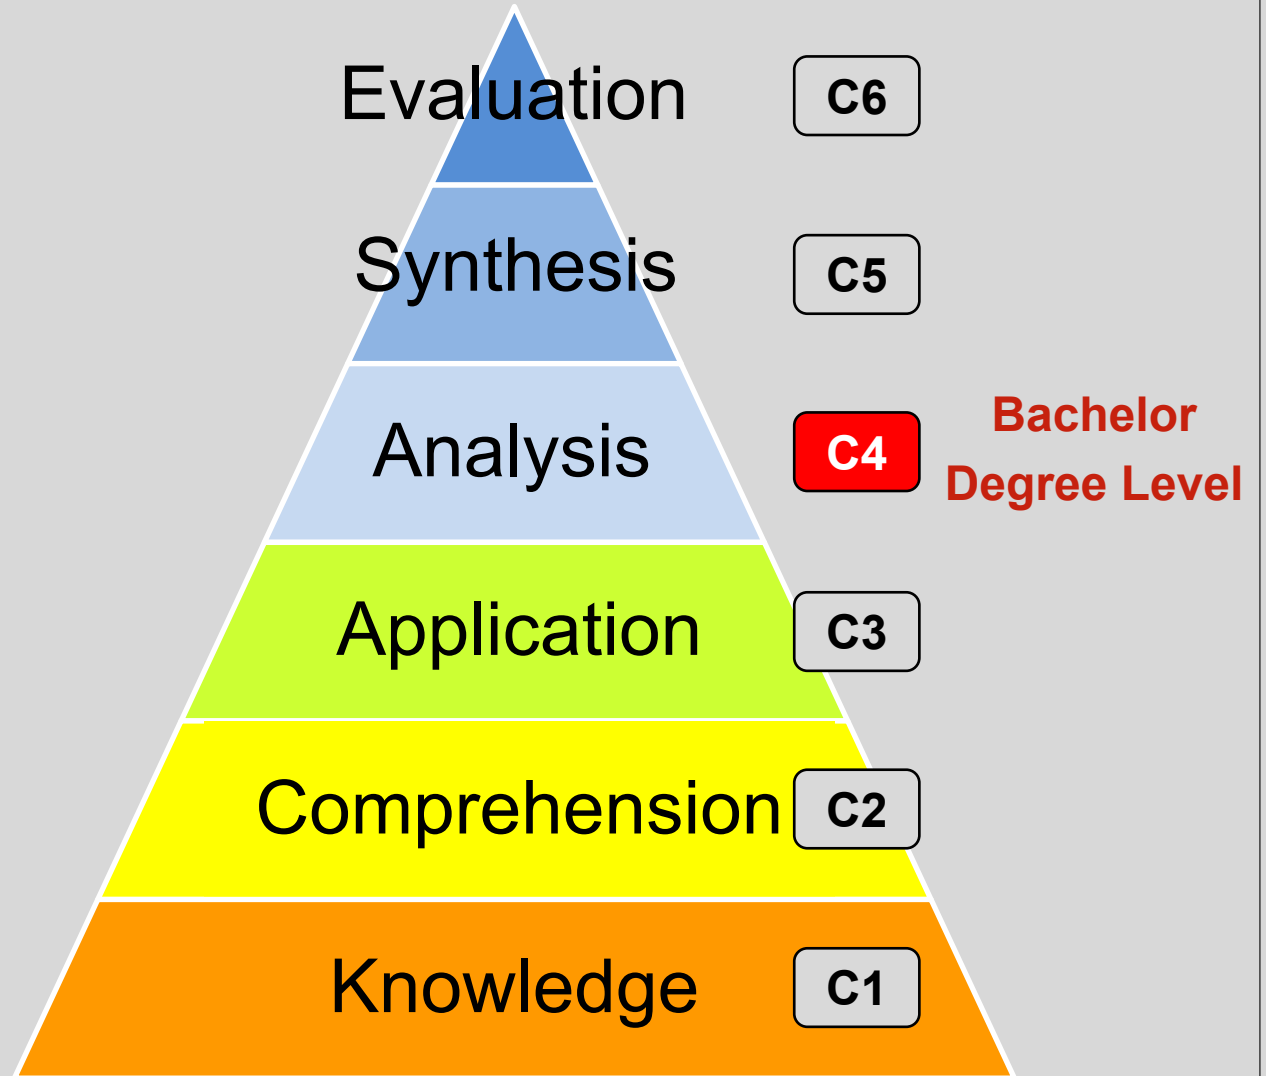 Evaluation C6
Synthesis C5
Analysis C4 Bachelor
Degree Level
Application C3
Comprehension C2
Knowledge C1